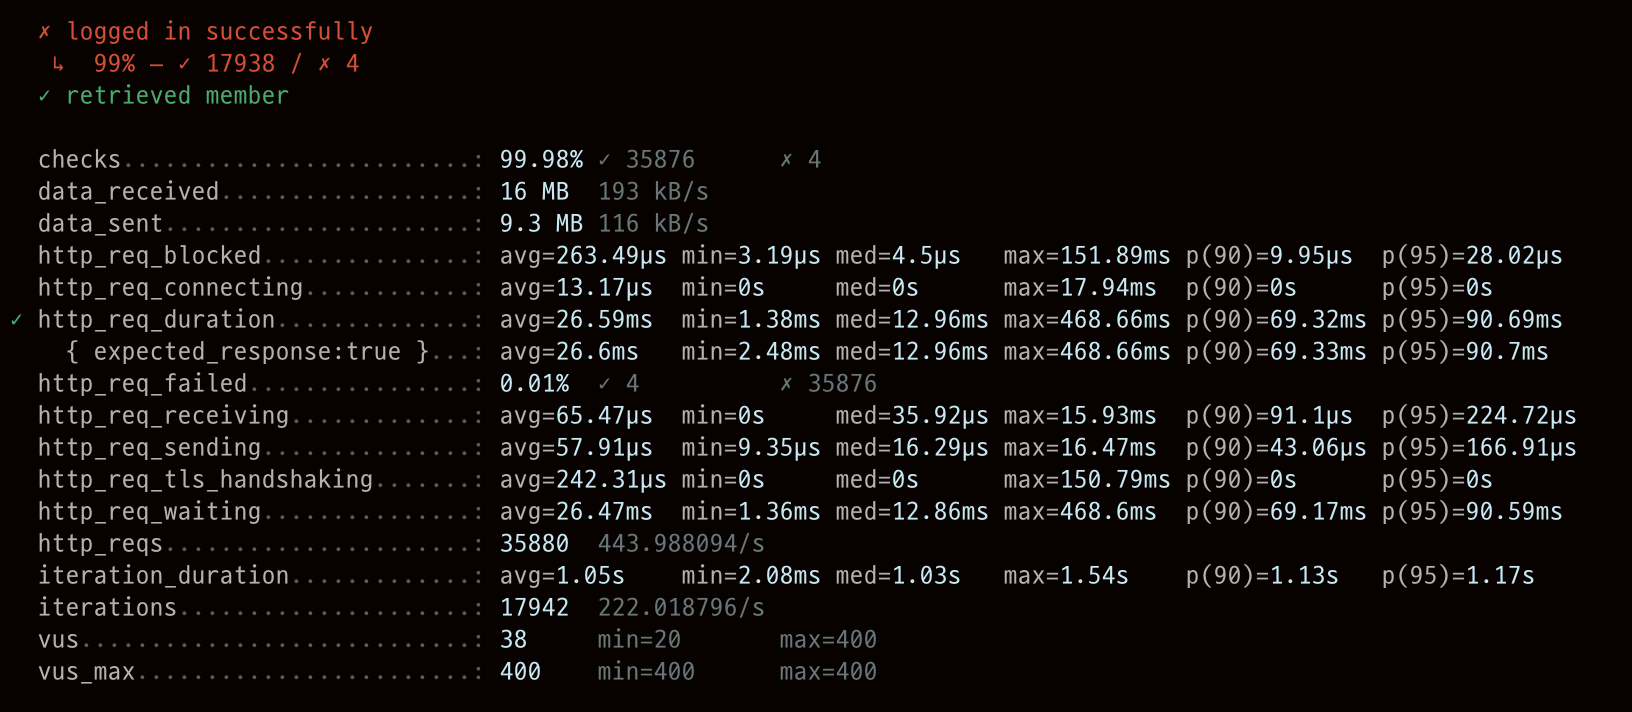 ✗ logged in successfully
↳  99% — ✓ 17938 / ✗ 4
✓ retrieved member
checks.........................: 99.98% ✓ 35876      ✗ 4
data_received..................: 16 MB  193 kB/s
data_sent......................: 9.3 MB 116 kB/s
http_req_blocked...............: avg=263.49µs min=3.19µs med=4.5µs   max=151.89ms p(90)=9.95µs  p(95)=28.02µs
http_req_connecting............: avg=13.17µs  min=0s     med=0s      max=17.94ms  p(90)=0s      p(95)=0s
✓ http_req_duration..............: avg=26.59ms  min=1.38ms med=12.96ms max=468.66ms p(90)=69.32ms p(95)=90.69ms
{ expected_response:true }...: avg=26.6ms   min=2.48ms med=12.96ms max=468.66ms p(90)=69.33ms p(95)=90.7ms
http_req_failed................: 0.01%  ✓ 4          ✗ 35876
http_req_receiving.............: avg=65.47µs  min=0s     med=35.92µs max=15.93ms  p(90)=91.1µs  p(95)=224.72µs
http_req_sending...............: avg=57.91µs  min=9.35µs med=16.29µs max=16.47ms  p(90)=43.06µs p(95)=166.91µs
http_req_tls_handshaking.......: avg=242.31µs min=0s     med=0s      max=150.79ms p(90)=0s      p(95)=0s
http_req_waiting...............: avg=26.47ms  min=1.36ms med=12.86ms max=468.6ms  p(90)=69.17ms p(95)=90.59ms
http_reqs......................: 35880  443.988094/s
iteration_duration.............: avg=1.05s    min=2.08ms med=1.03s   max=1.54s    p(90)=1.13s   p(95)=1.17s
iterations.....................: 17942  222.018796/s
vus............................: 38     min=20       max=400
vus_max........................: 400    min=400      max=400